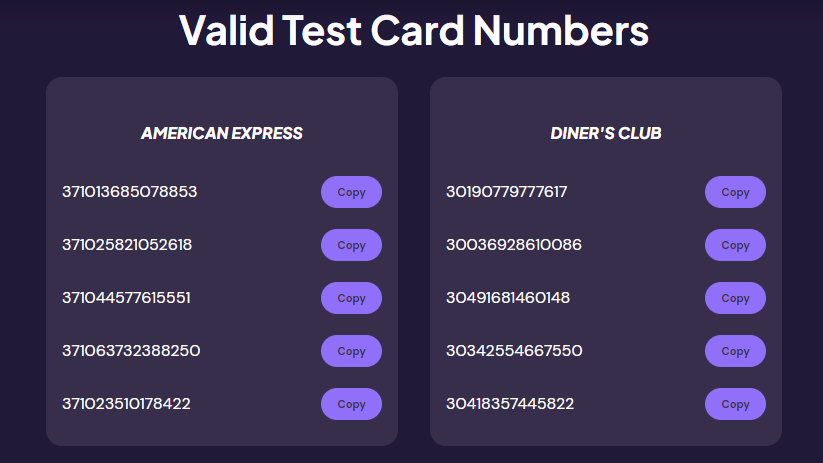 Valid Test Card Numbers
AMERICAN EXPRESS
371013685078853
Copy
371025821052618
Copy
371044577615551
Copy
371063732388250
Copy
371023510178422
Copy
DINER'S CLUB
30190779777617
Copy
30036928610086
Copy
30491681460148
Copy
30342554667550
Copy
30418357445822
Copy